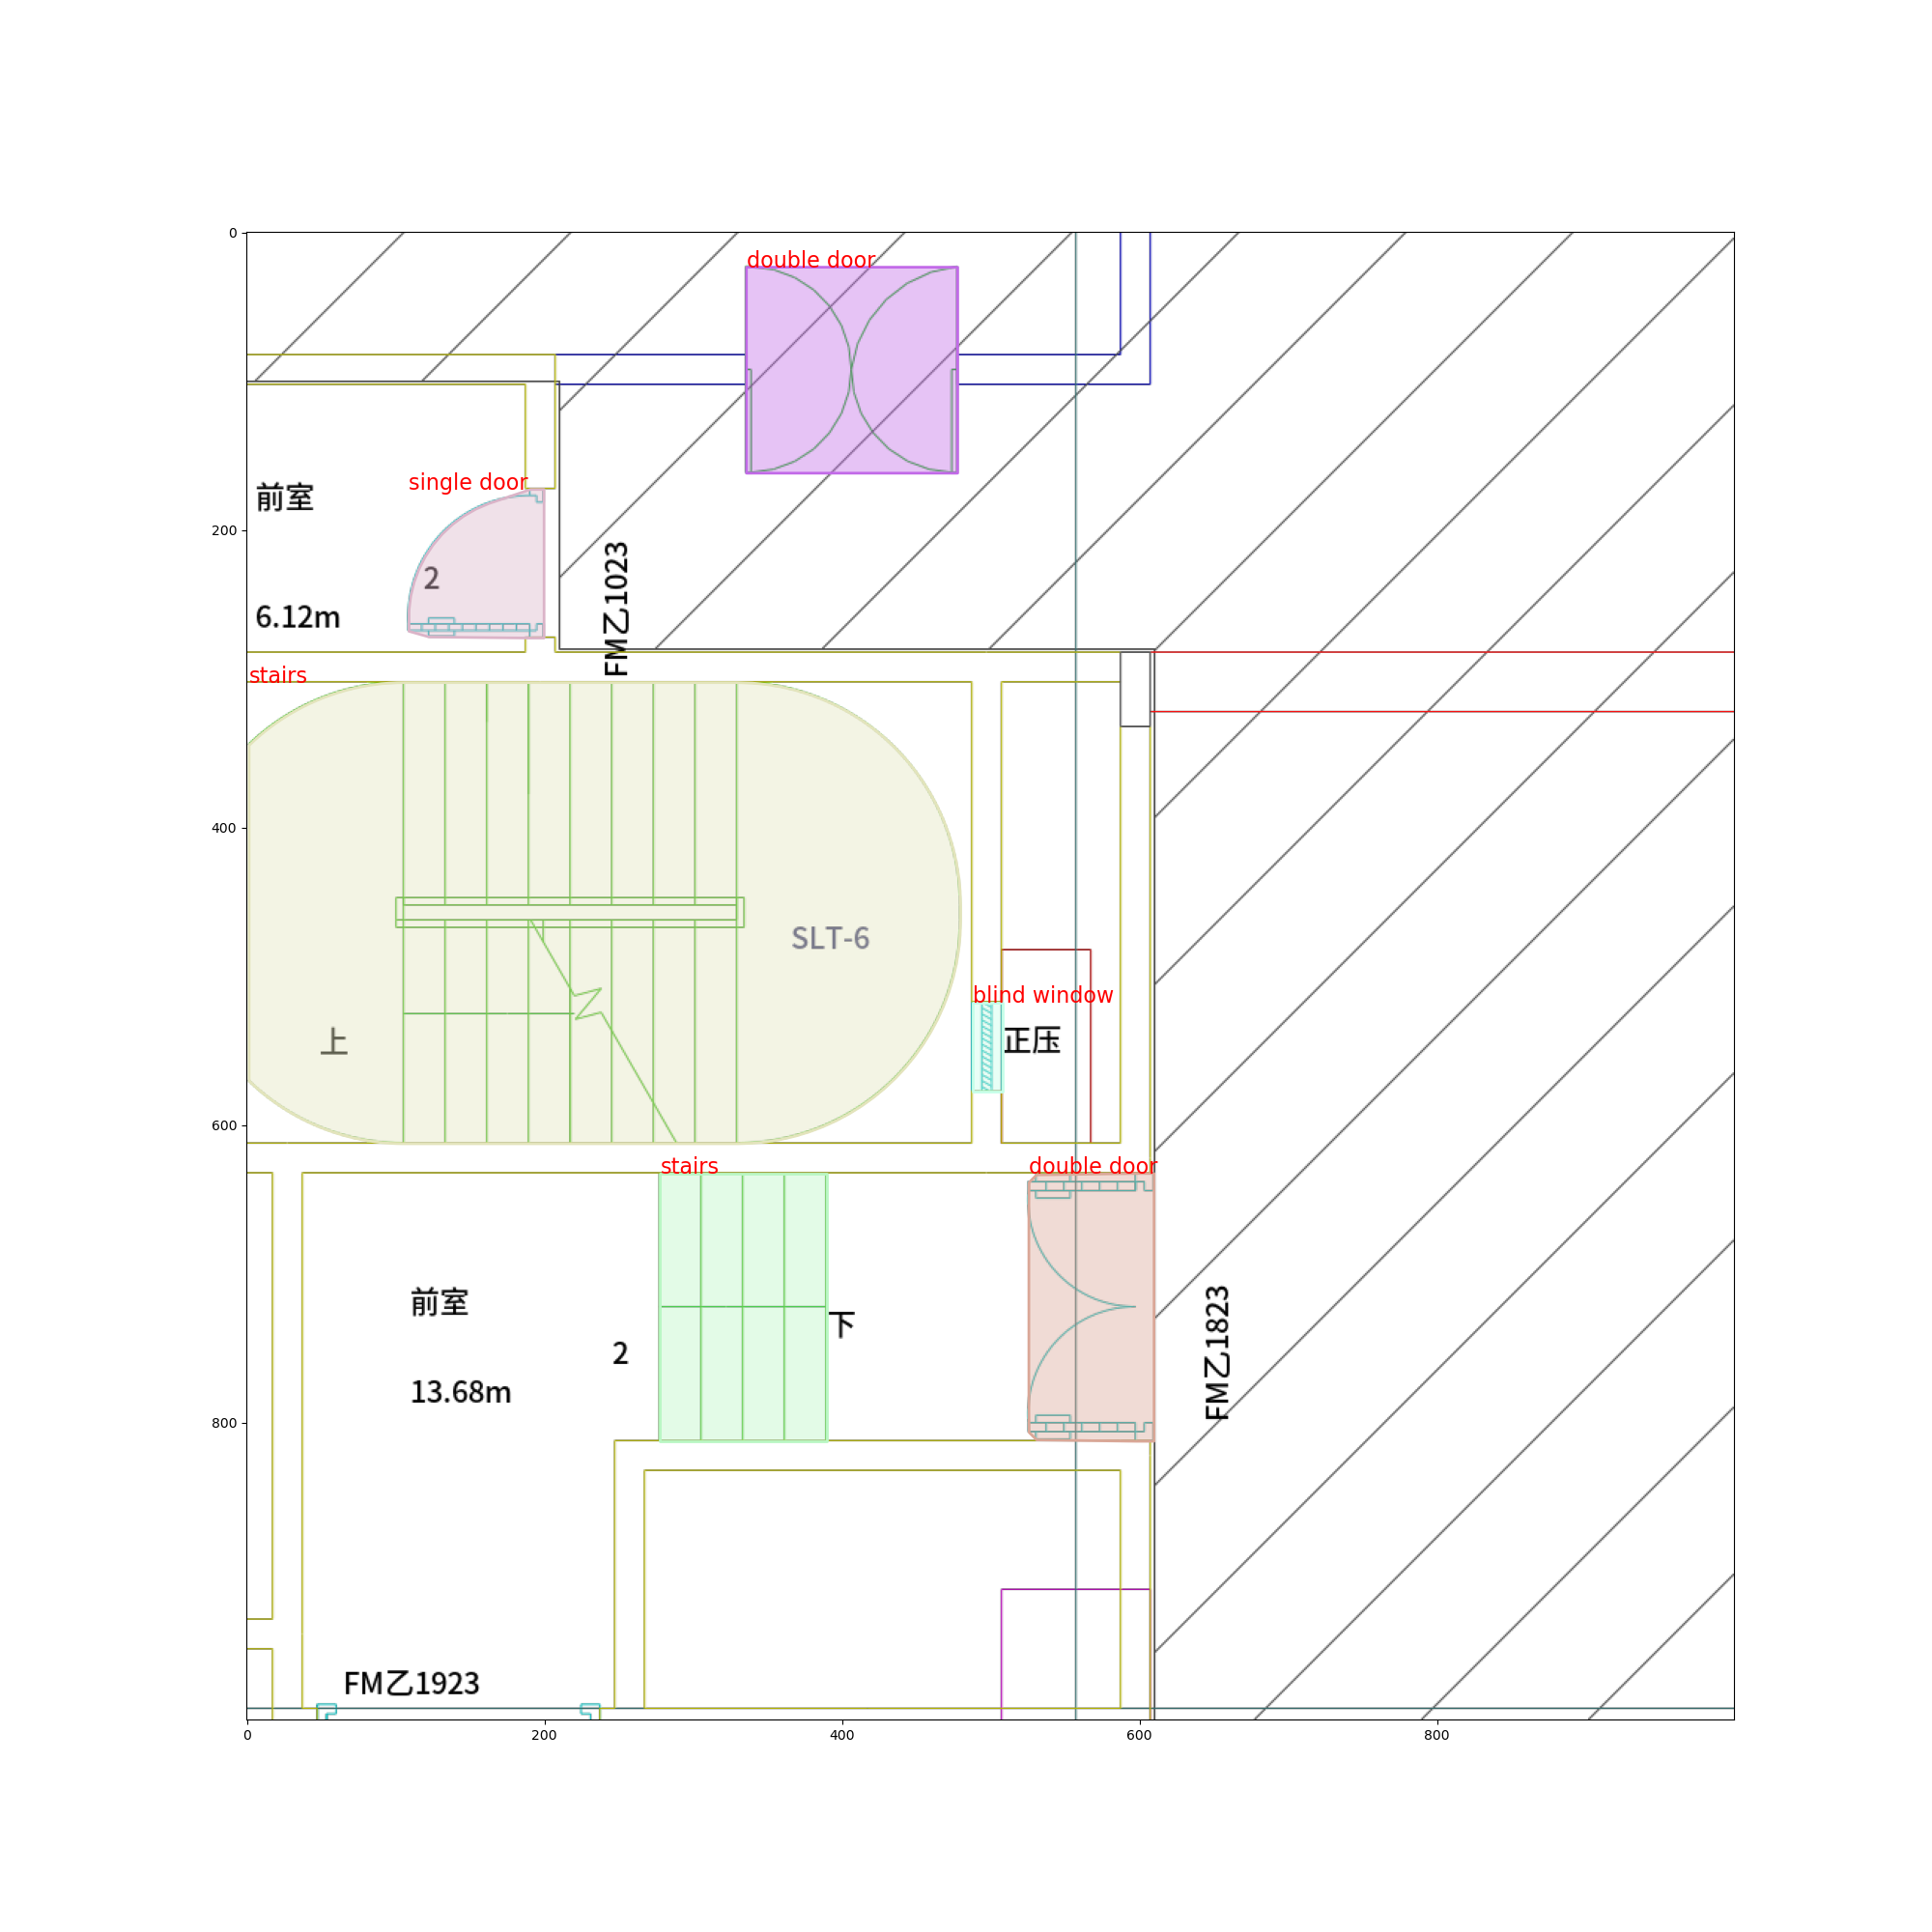 0
double door
single door
前室
200
2
FM乙1023
6.12m
stairs
400
SLT-6
blind window
上
正压
600
stairs
double door
前室
下
FM乙1823
2
13.68m
800
FM乙1923
0
200
400
600
800